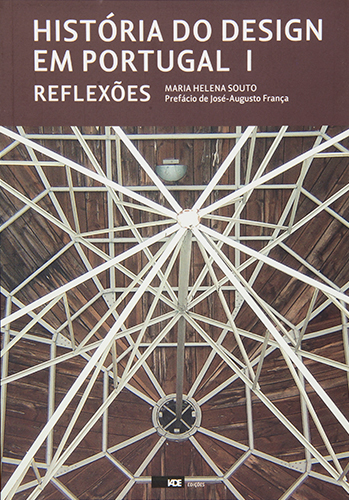 HISTÓRIA DO DESIGN
EM PORTUGAL I
REFLEXÕES
MARIA HELENA SOUTO
Prefácio de José-Augusto França
IADE EDIÇÕES